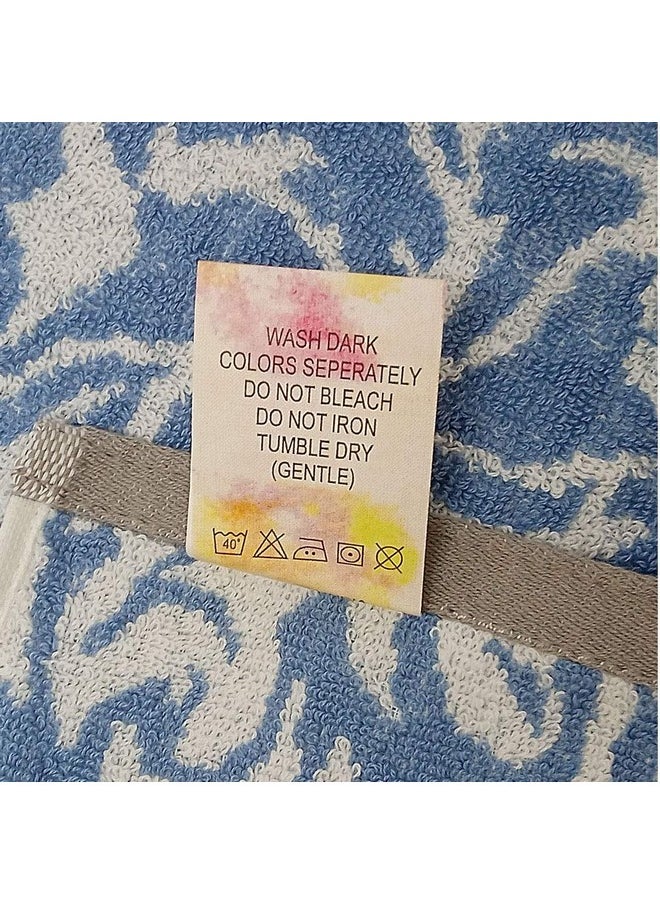 WASH DARK
COLORS SEPERATELY
DO NOT BLEACH
DO NOT IRON
TUMBLE DRY
(GENTLE)
40°